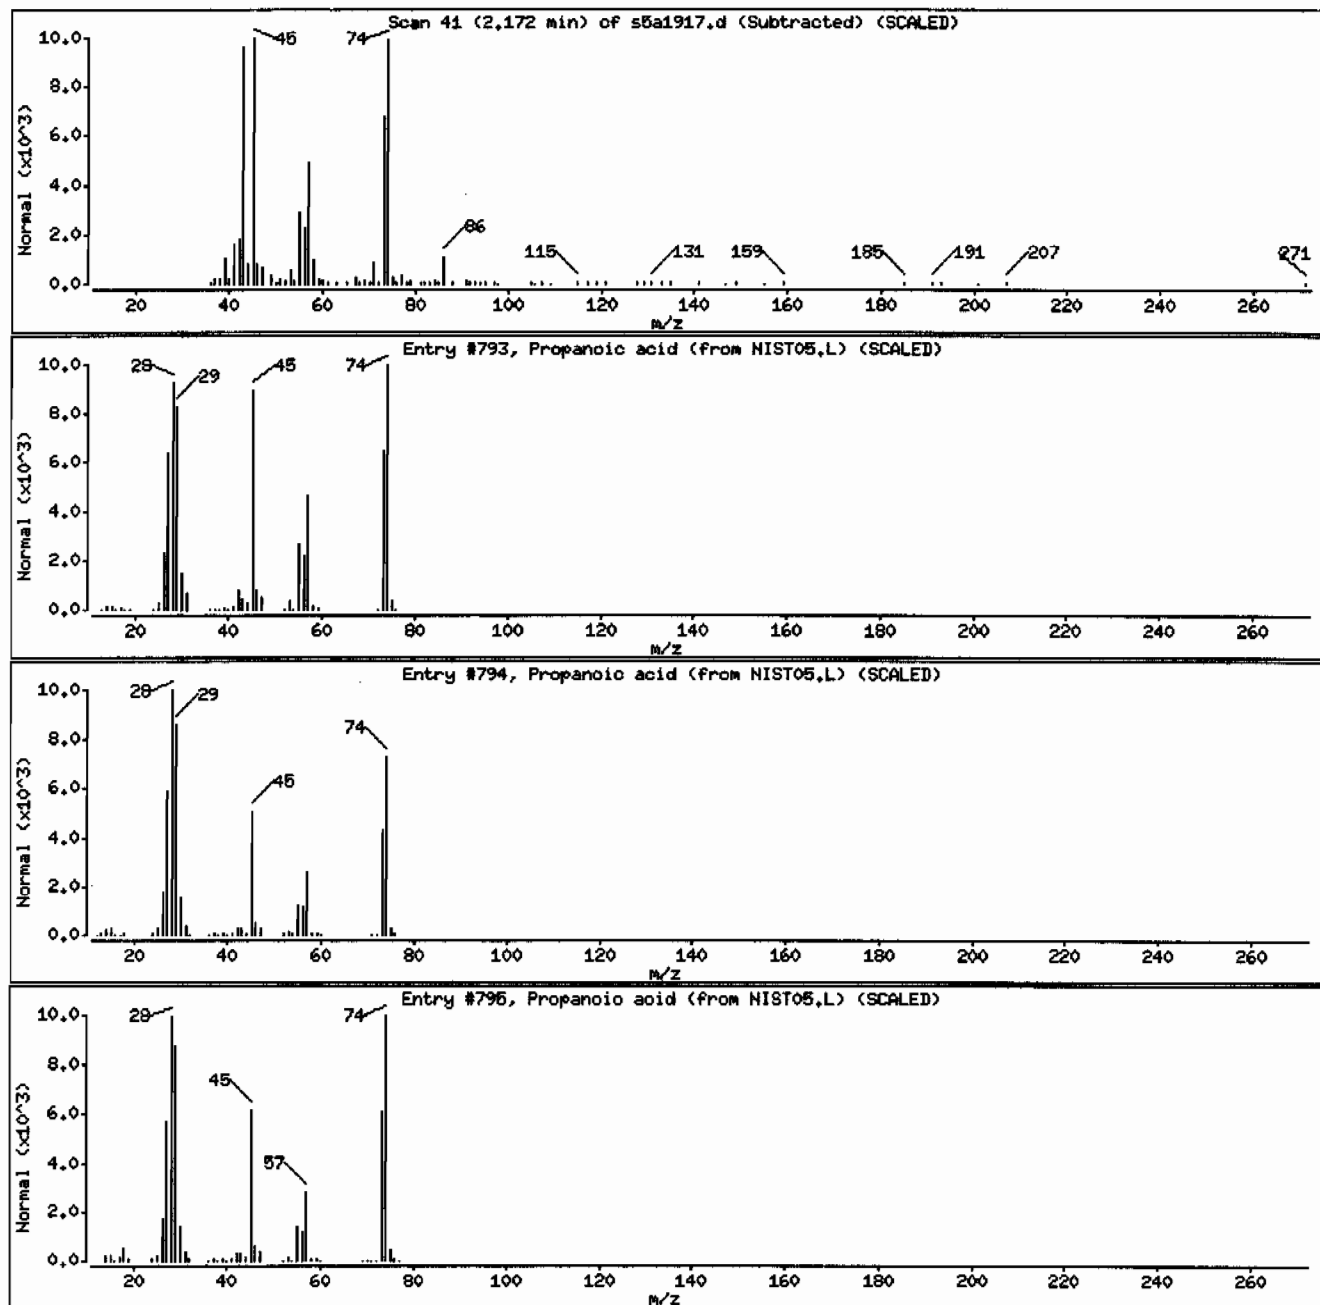 Scan 41 (2.172 min) of s5a1917.d (Subtracted) (SCALED)
Normal (x10^3)
10.0
8.0
6.0
4.0
2.0
0.0
45
74
86
115
131
159
185
191
207
271
40 60 80 100 120 140 160 180 200 220 240 260
m/z
Entry #793, Propanoic acid (from NIST05.L) (SCALED)
Normal (x10^3)
10.0
8.0
6.0
4.0
2.0
0.0
28
29
45
74
20 40 60 80 100 120 140 160 180 200 220 240 260
m/z
Entry #794, Propanoic acid (from NIST05.L) (SCALED)
Normal (x10^3)
10.0
8.0
6.0
4.0
2.0
0.0
28
29
45
74
20 40 60 80 100 120 140 160 180 200 220 240 260
m/z
Entry #795, Propanoic acid (from NIST05.L) (SCALED)
Normal (x10^3)
10.0
8.0
6.0
4.0
2.0
0.0
28
45
57
74
20 40 60 80 100 120 140 160 180 200 220 240 260
m/z